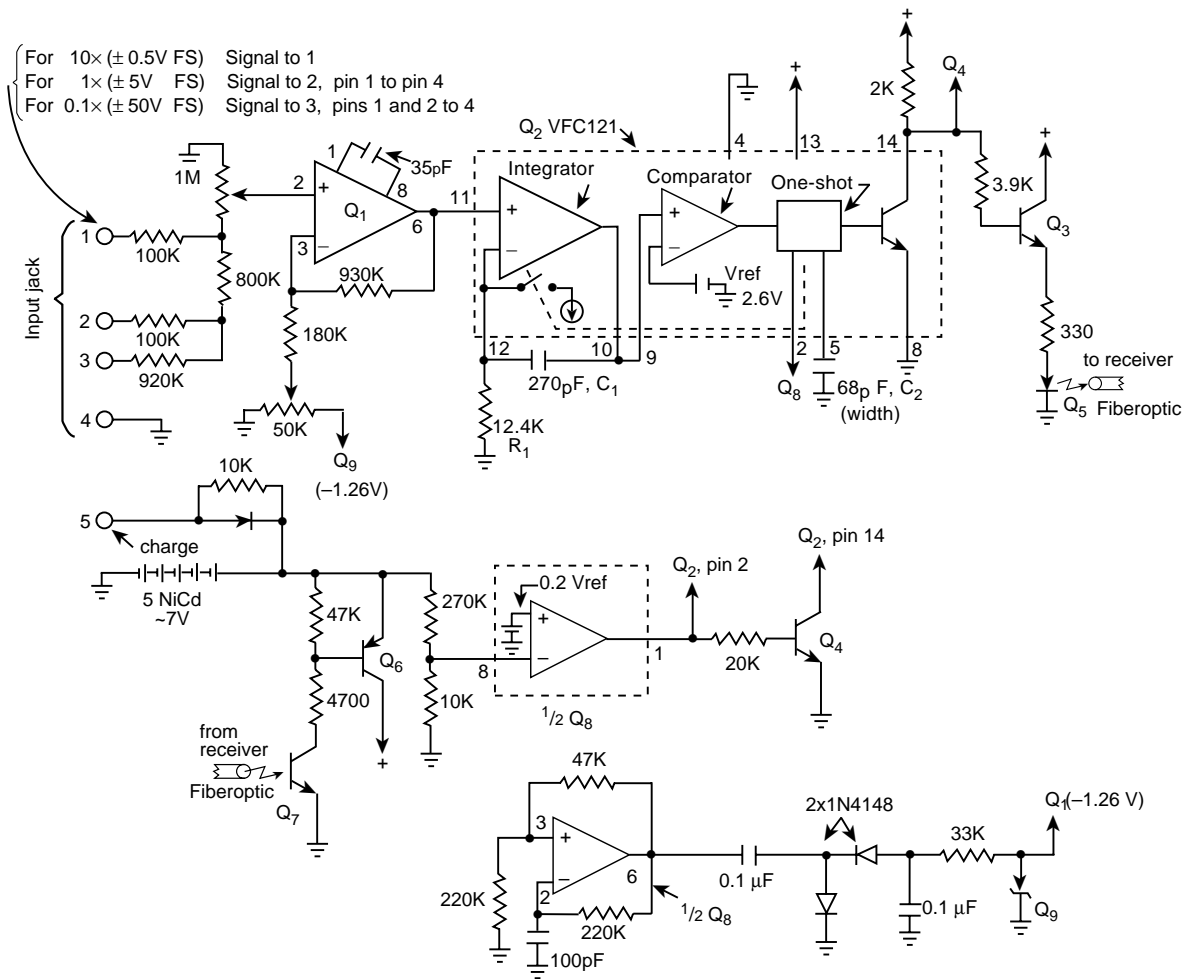 For 10× (± 0.5V FS) Signal to 1
For 1× (± 5V FS) Signal to 2, pin 1 to pin 4
For 0.1× (± 50V FS) Signal to 3, pins 1 and 2 to 4
+
Q4
2K
+
Q2 VFC121
4
13
14
+
1
35pF
1M
2
+
8
Q1
6
3
−
11
Integrator
+
−
Comparator
+
−
One-shot
3.9K
Q3
Input jack
1
100K
800K
930K
Vref
2.6V
2
100K
180K
3
920K
12
10
9
2
5
8
330
270pF, C1
Q8
68p F, C2
(width)
to receiver
Q5
Fiberoptic
4
50K
12.4K
R1
Q9
(–1.26V)
10K
5
charge
5 NiCd
~7V
Q2, pin 14
Q2, pin 2
0.2 Vref
47K
270K
+
−
Q6
8
1
20K
Q4
4700
10K
1/2 Q8
from
receiver
Fiberoptic
+
Q7
47K
2x1N4148
Q1(–1.26 V)
3
+
33K
6
−
2
0.1 µF
220K
1/2 Q8
220K
0.1 µF
Q9
100pF